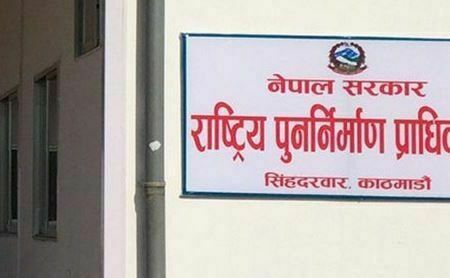 नेपाल सरकार
राष्ट्रिय पुनर्निर्माण
सिंहदरवार, काठमाडौं